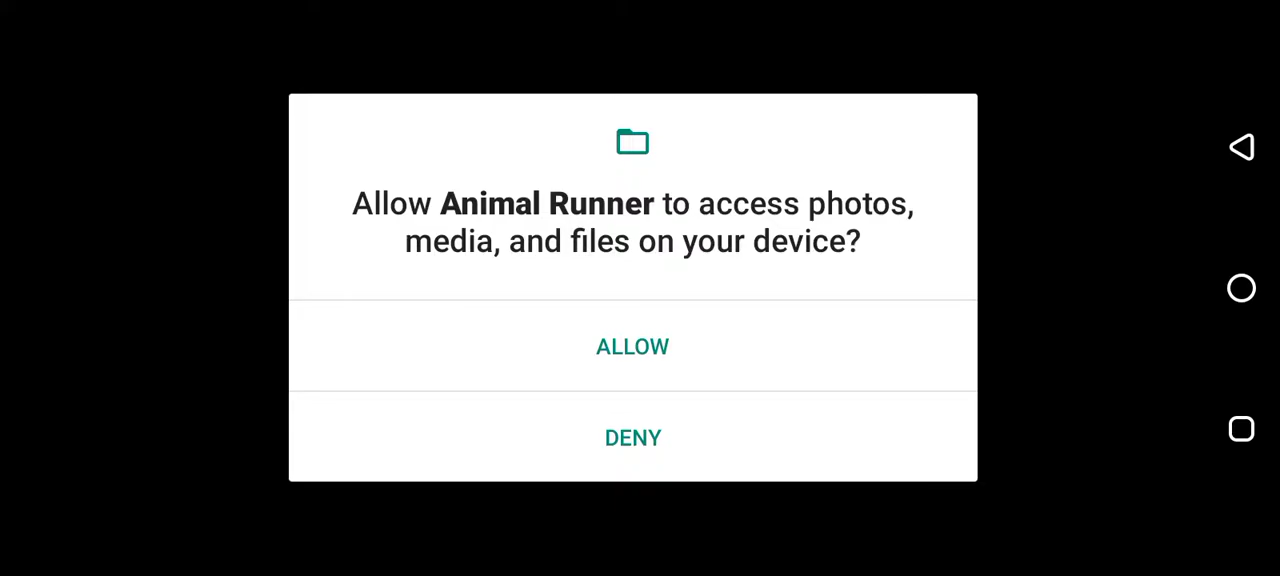 Allow Animal Runner to access photos,
media, and files on your device?
ALLOW
DENY